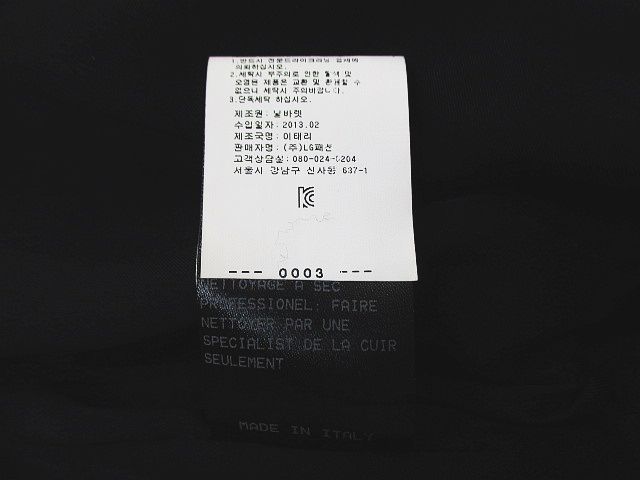 1.반드시 전문드라이크리닝 업체에
의뢰하십시오.
2.세탁시 부주의로 인한 탈색 및
오염된 제품은 교환 및 환불할 수
없으니 세탁시 주의바랍니다.
3.단독세탁 하십시오.
제조원: 낯바렛
수입일자: 2013.02
제조국명: 이태리
판매자명: (주)LG패션
고객상담실: 080-024-0204
서울시 강남구 신사동 637-1
--- 0003 ---
NETTOYAGE A SEC
PROFESSIONEL: FAIRE
NETTOYER PAR UNE
SPECIALIST DE LA CUIR
SEULEMENT
MADE IN ITALY